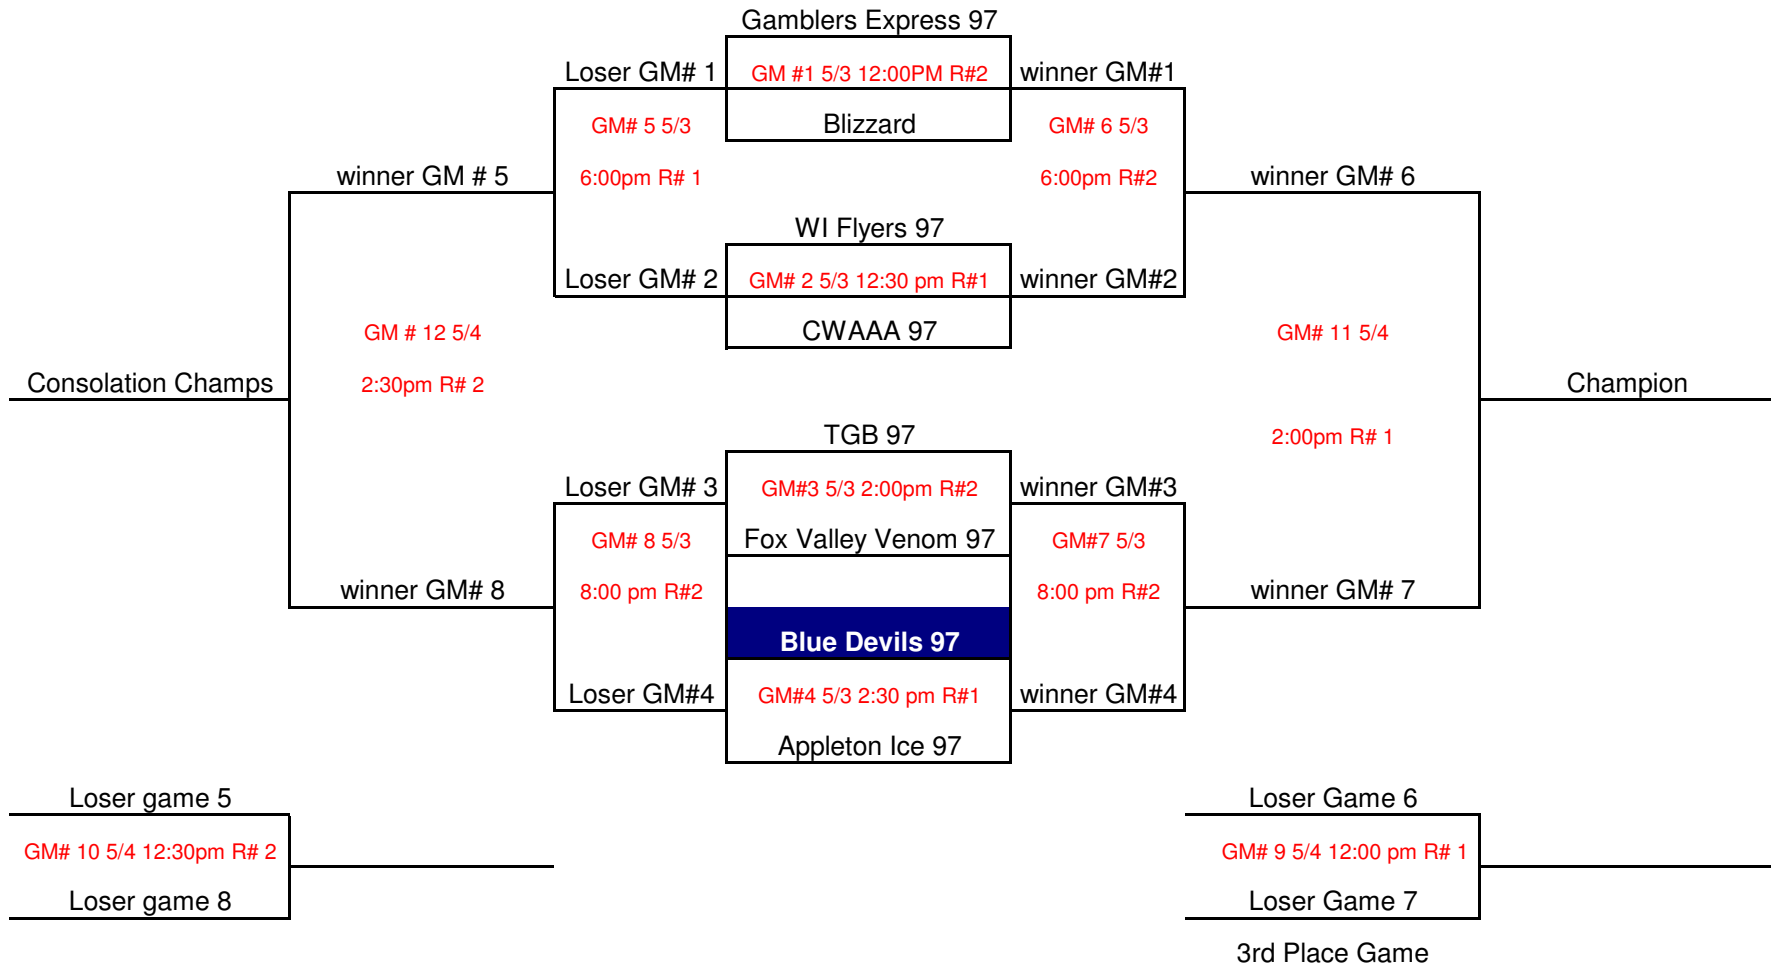 Gamblers Express 97
Loser GM# 1 GM #1 5/3 12:00PM R#2 winner GM#1
GM# 5 5/3 Blizzard GM# 6 5/3
winner GM # 5 6:00pm R# 1 6:00pm R#2 winner GM# 6
WI Flyers 97
Loser GM# 2 GM# 2 5/3 12:30 pm R#1 winner GM#2
GM # 12 5/4 CWAAA 97 GM# 11 5/4
Consolation Champs 2:30pm R# 2 Champion
TGB 97 2:00pm R# 1
Loser GM# 3 GM#3 5/3 2:00pm R#2 winner GM#3
GM# 8 5/3 Fox Valley Venom 97 GM#7 5/3
winner GM# 8 8:00 pm R#2 8:00 pm R#2 winner GM# 7
Blue Devils 97
Loser GM#4 GM#4 5/3 2:30 pm R#1 winner GM#4
Appleton Ice 97
Loser game 5 Loser Game 6
GM# 10 5/4 12:30pm R# 2 GM# 9 5/4 12:00 pm R# 1
Loser game 8 Loser Game 7
3rd Place Game